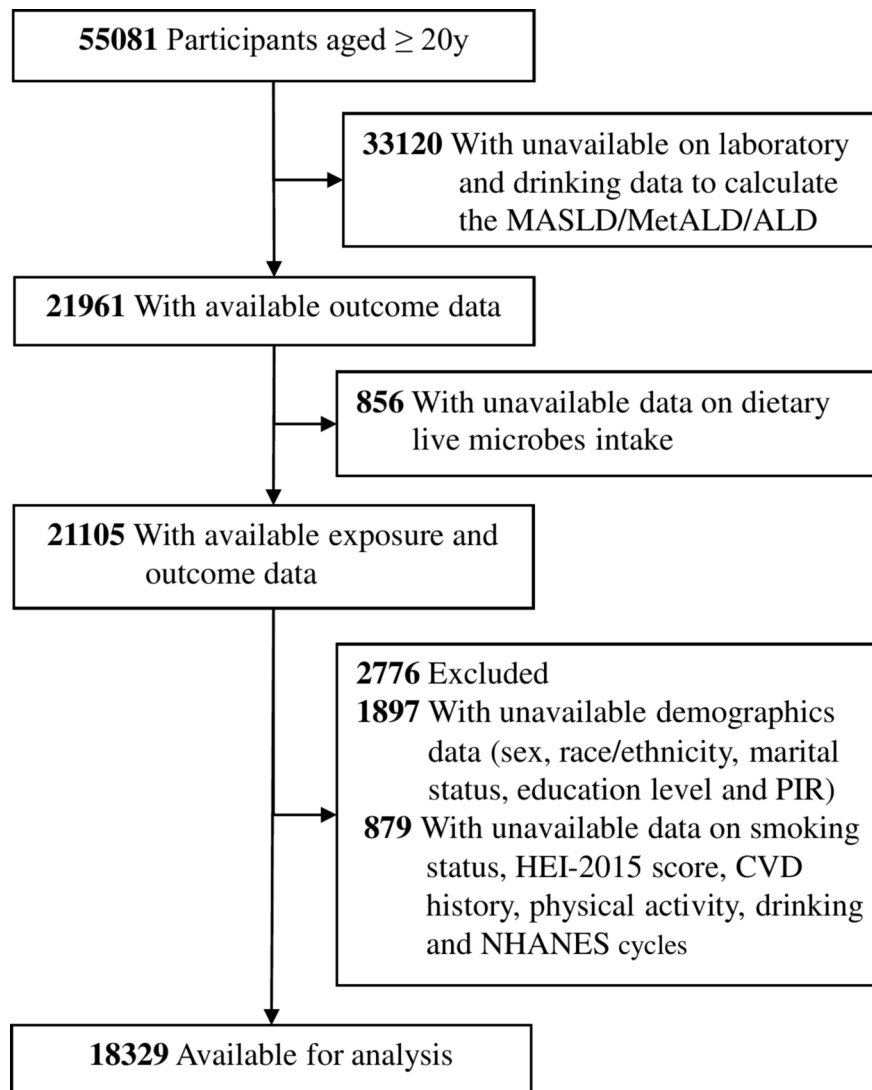 55081 Participants aged ≥ 20y
33120 With unavailable on laboratory
and drinking data to calculate
the MASLD/MetALD/ALD
21961 With available outcome data
856 With unavailable data on dietary
live microbes intake
21105 With available exposure and
outcome data
2776 Excluded
1897 With unavailable demographics
data (sex, race/ethnicity, marital
status, education level and PIR)
879 With unavailable data on smoking
status, HEI-2015 score, CVD
history, physical activity, drinking
and NHANES cycles
18329 Available for analysis